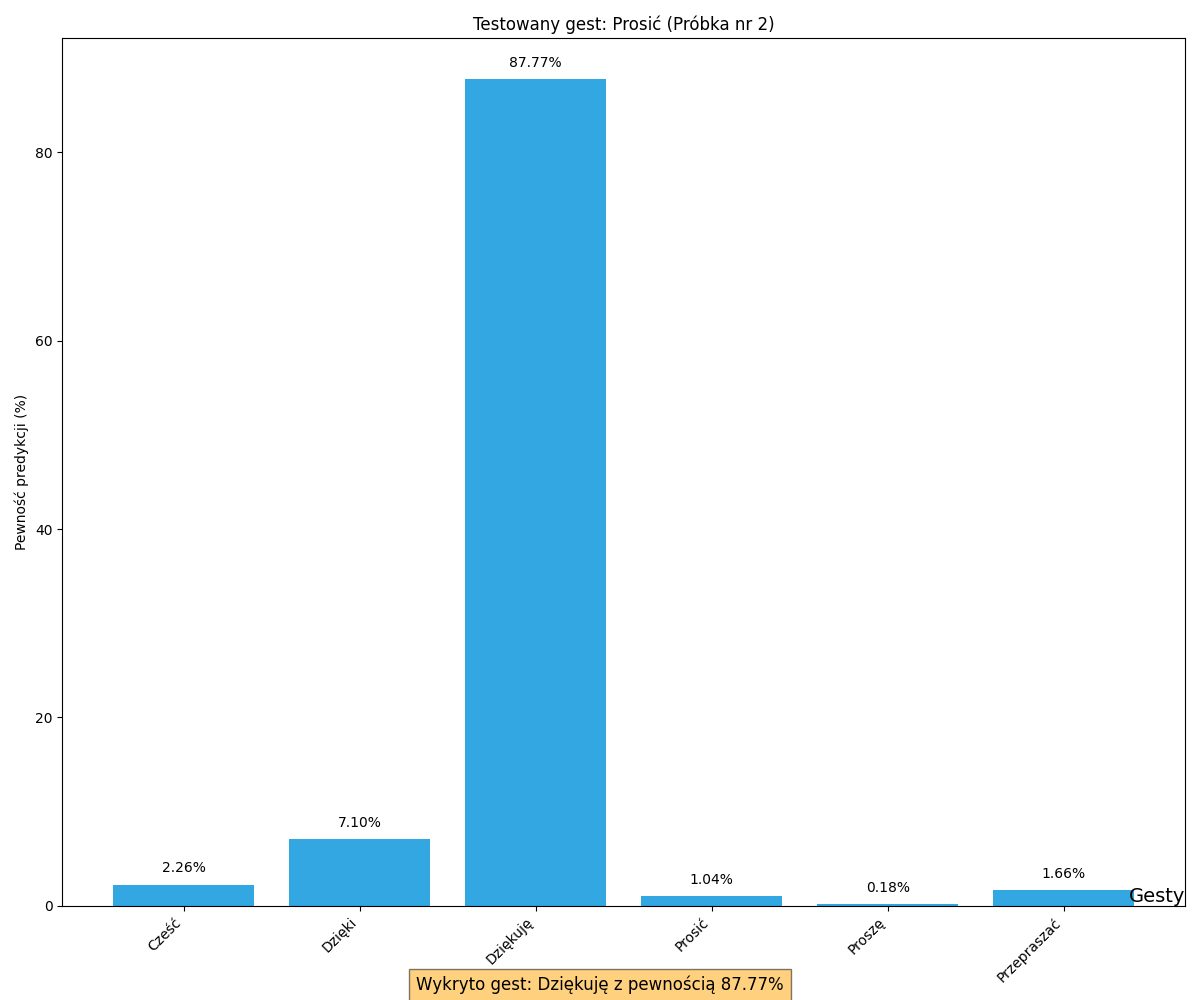 Testowany gest: Prosić (Próbka nr 2)
87.77%
80
60
Pewność predykcji (%)
40
20
7.10%
2.26%
1.04%
0.18%
1.66%
0
Gesty
Cześć
Dzięki
Dziękuję
Prosić
Proszę
Przepraszać
Wykryto gest: Dziękuję z pewnością 87.77%